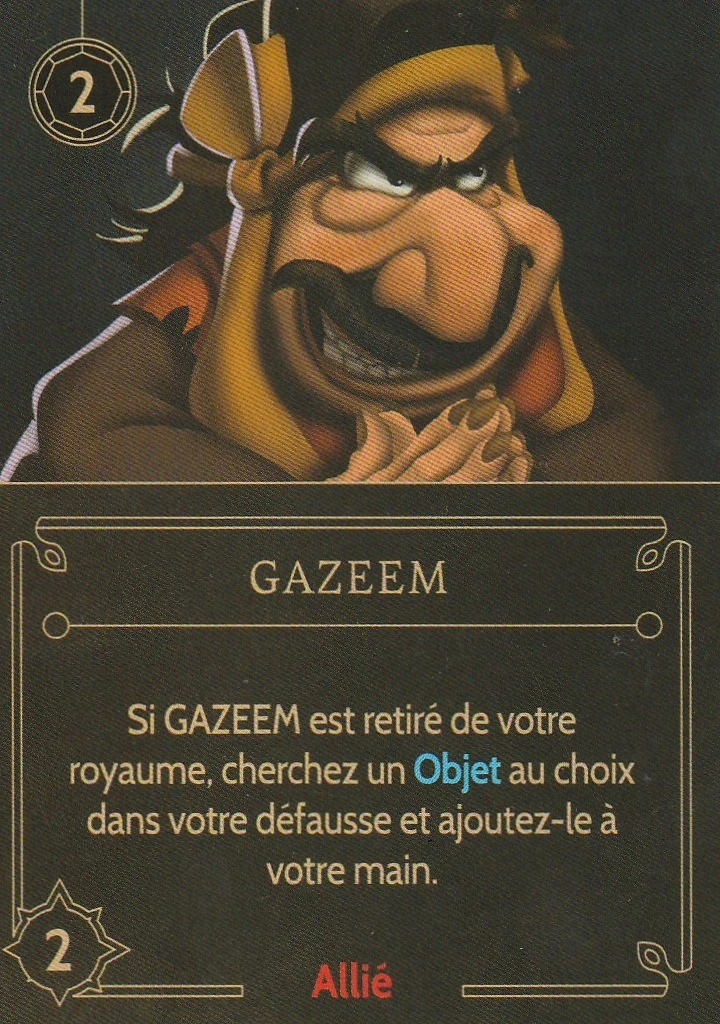 2
GAZEEM
Si GAZEEM est retiré de votre
royaume, cherchez un Objet au choix
dans votre défausse et ajoutez-le à
votre main.
2
Allié